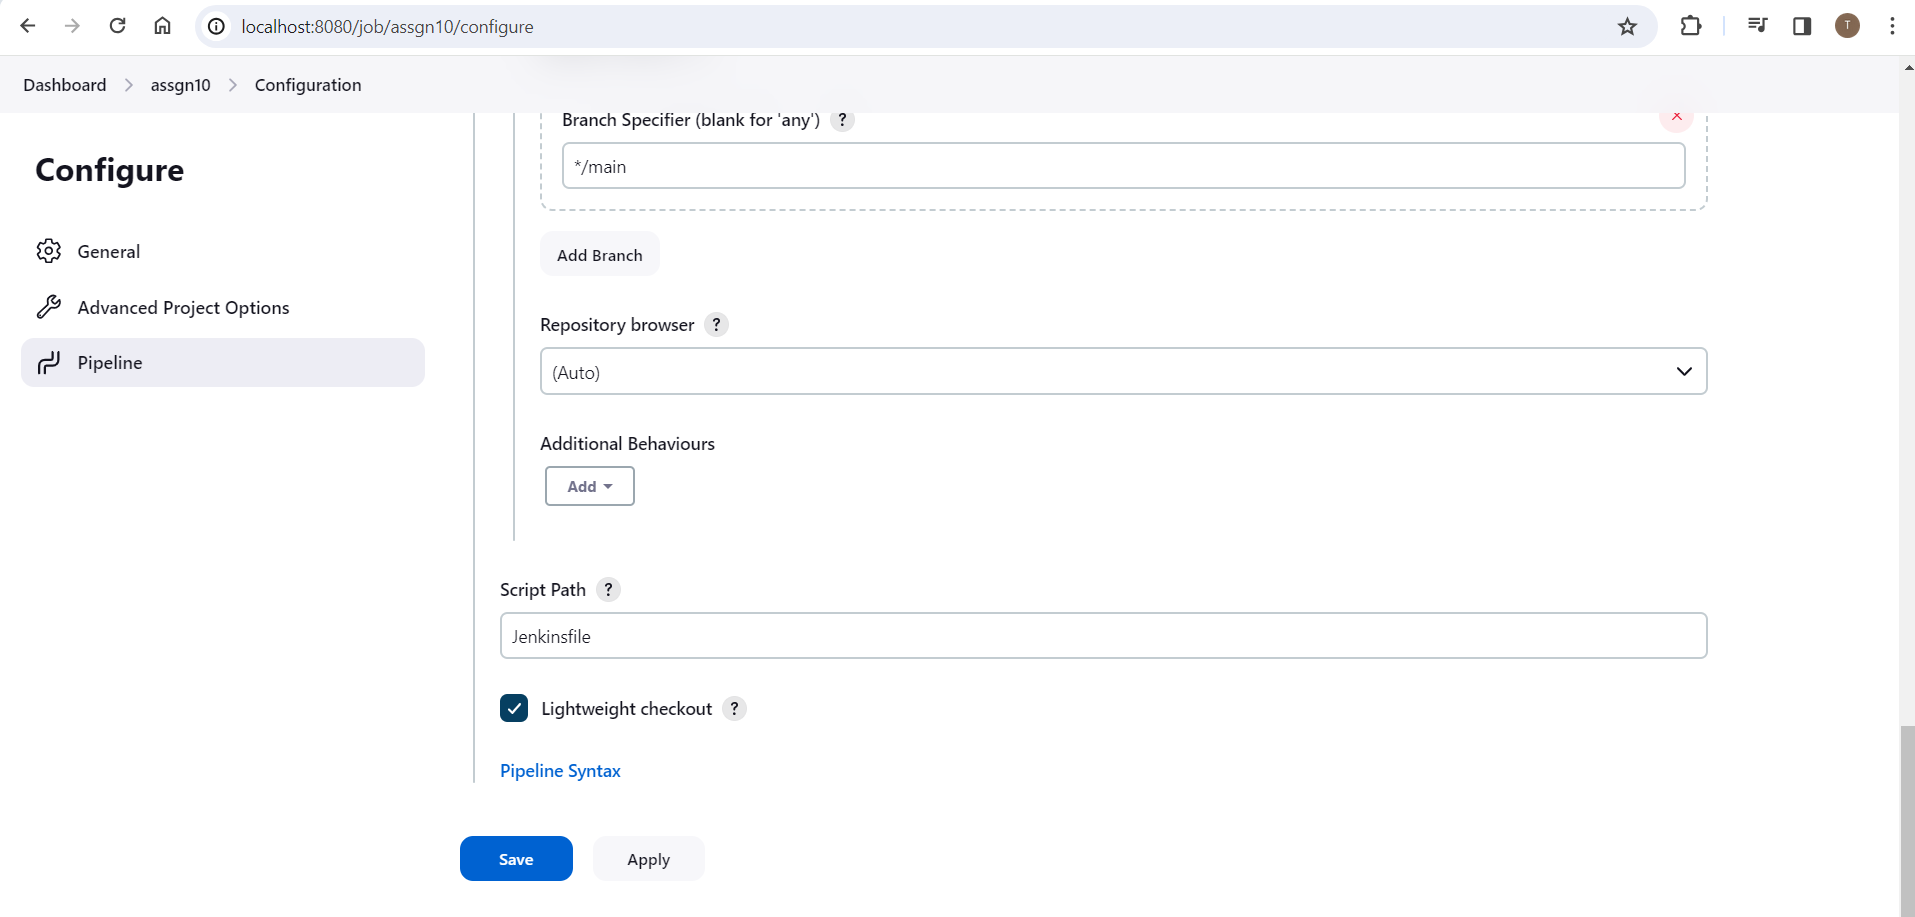 localhost:8080/job/assgn10/configure
T
Dashboard > assgn10 > Configuration
Configure
General
Advanced Project Options
Pipeline
Branch Specifier (blank for 'any') ?
*/main
Add Branch
Repository browser ?
(Auto)
Additional Behaviours
Add
Script Path ?
Jenkinsfile
Lightweight checkout ?
Pipeline Syntax
Save Apply